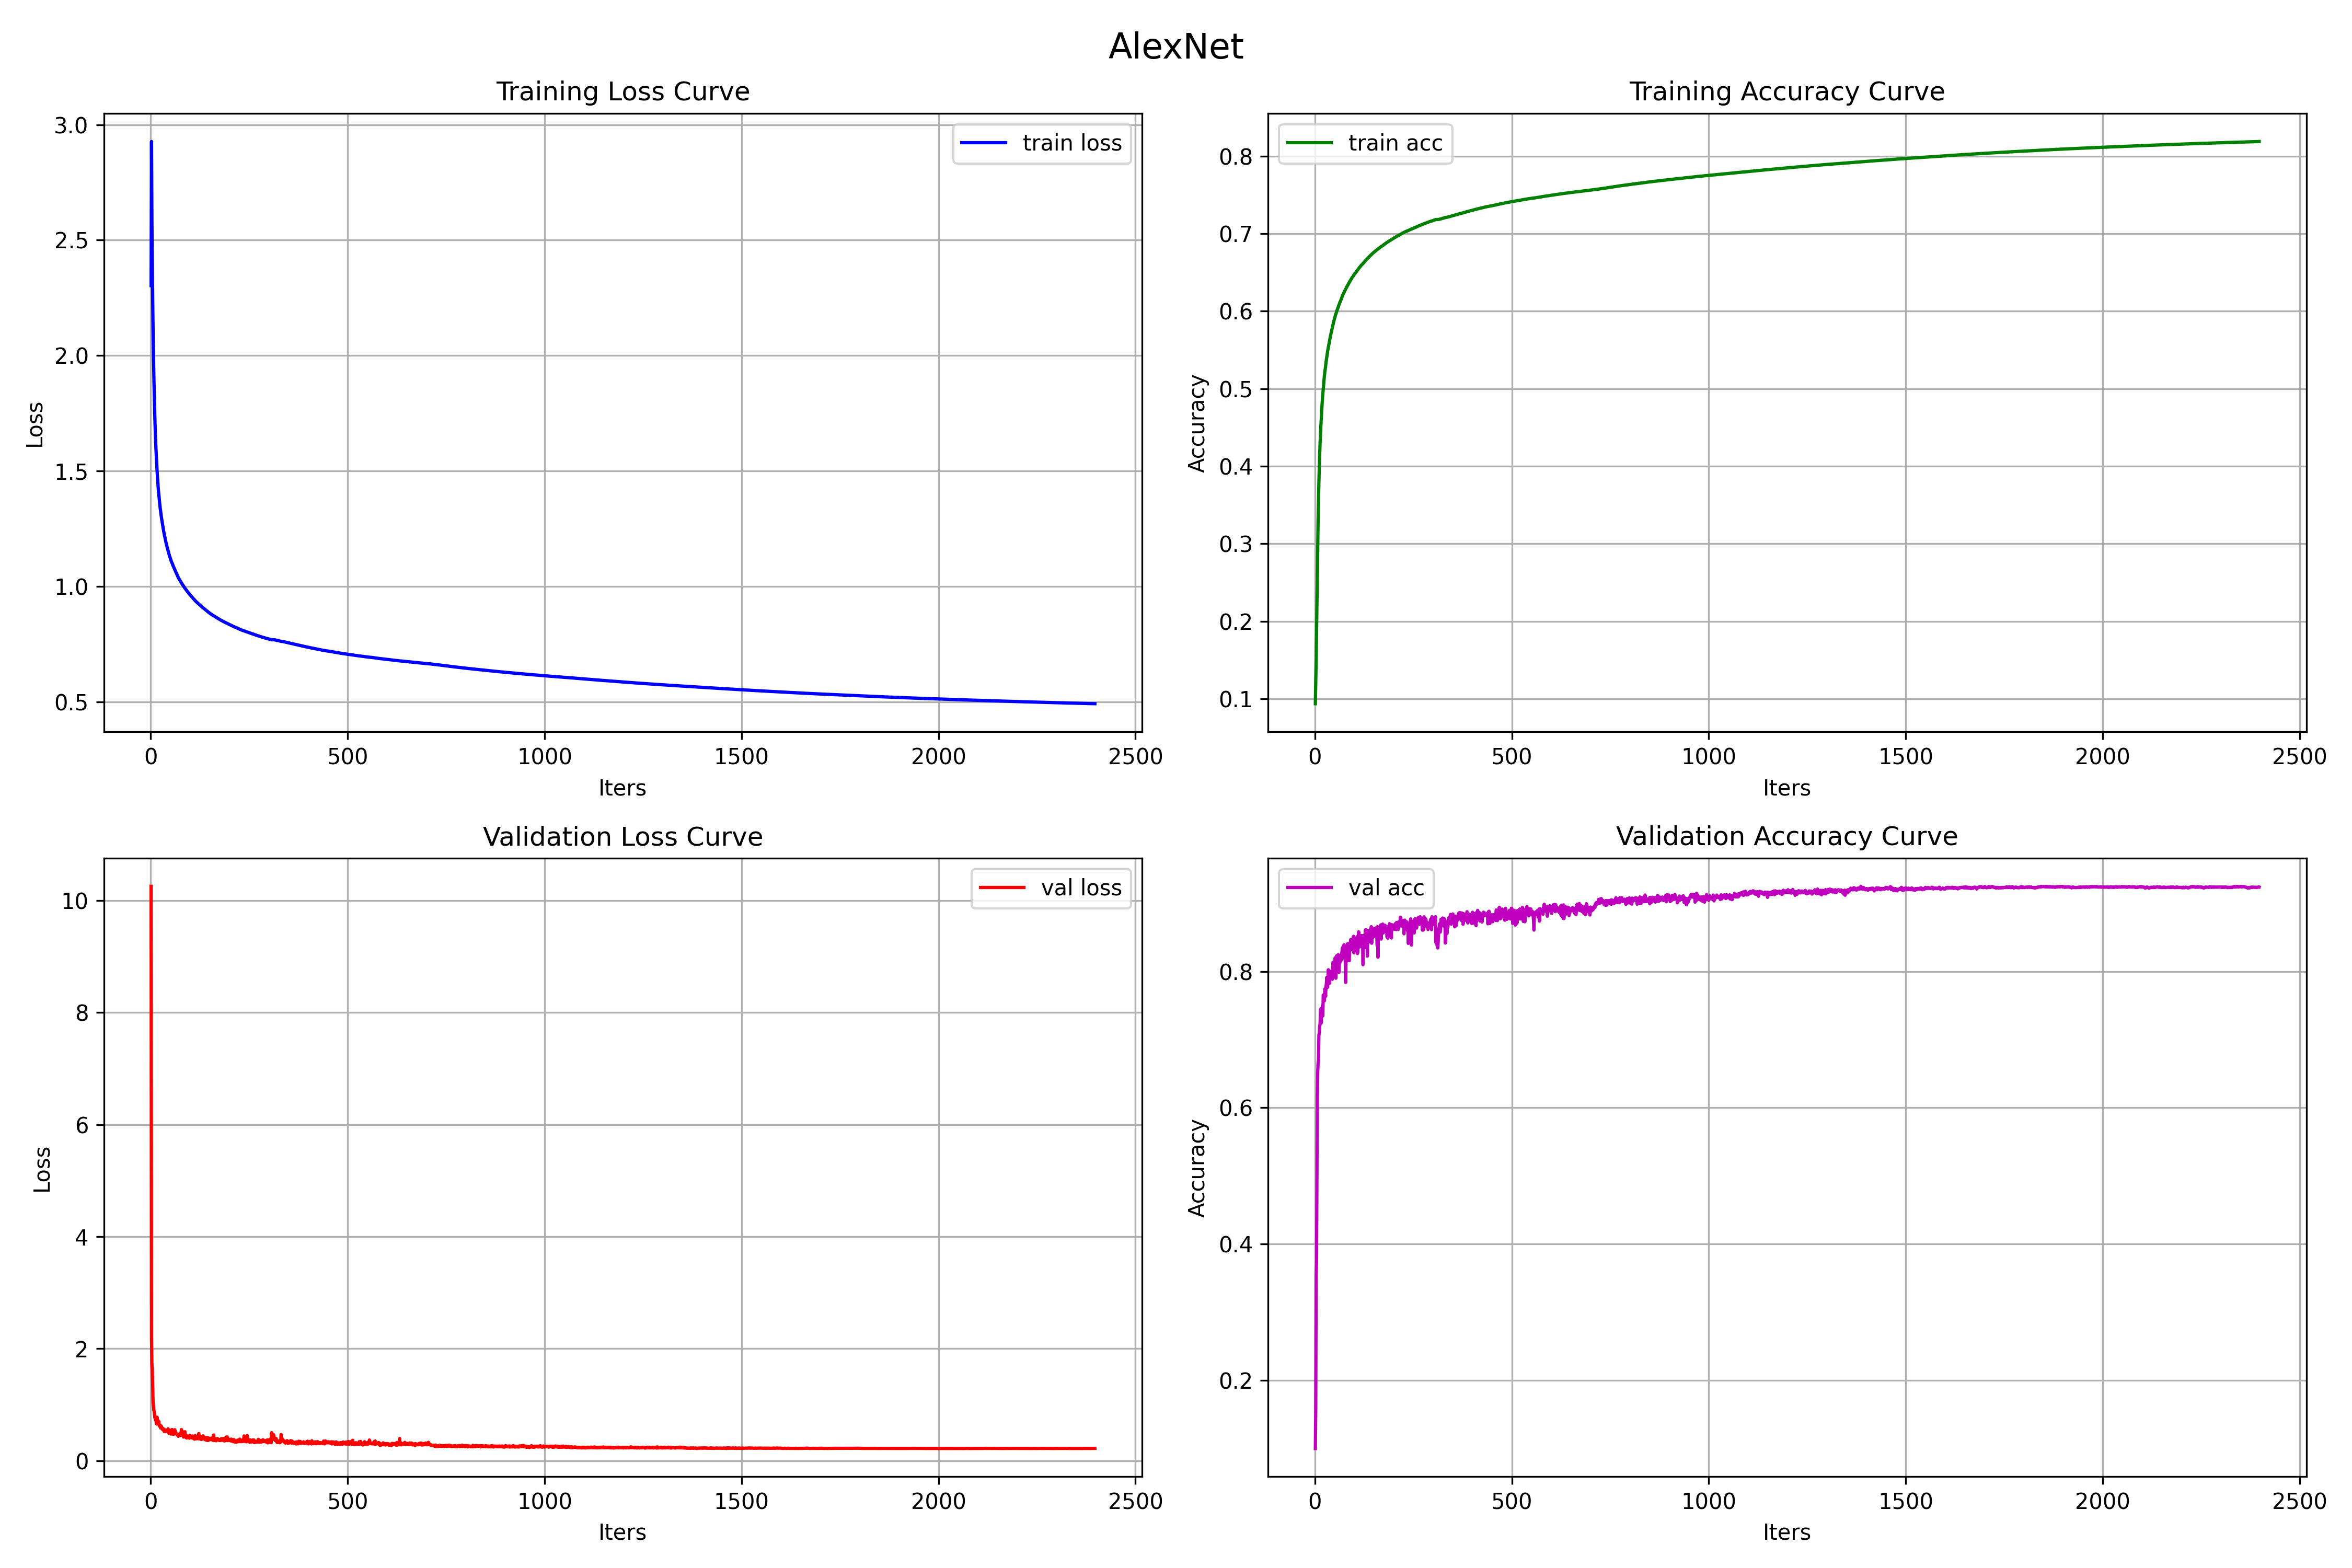 AlexNet
Training Loss Curve
train loss
Loss
3.0
2.5
2.0
1.5
1.0
0.5
0 500 1000 1500 2000 2500
Iters
Training Accuracy Curve
train acc
Accuracy
0.8
0.7
0.6
0.5
0.4
0.3
0.2
0.1
0 500 1000 1500 2000 2500
Iters
Validation Loss Curve
val loss
Loss
10
8
6
4
2
0
0 500 1000 1500 2000 2500
Iters
Validation Accuracy Curve
val acc
Accuracy
0.8
0.6
0.4
0.2
0 500 1000 1500 2000 2500
Iters